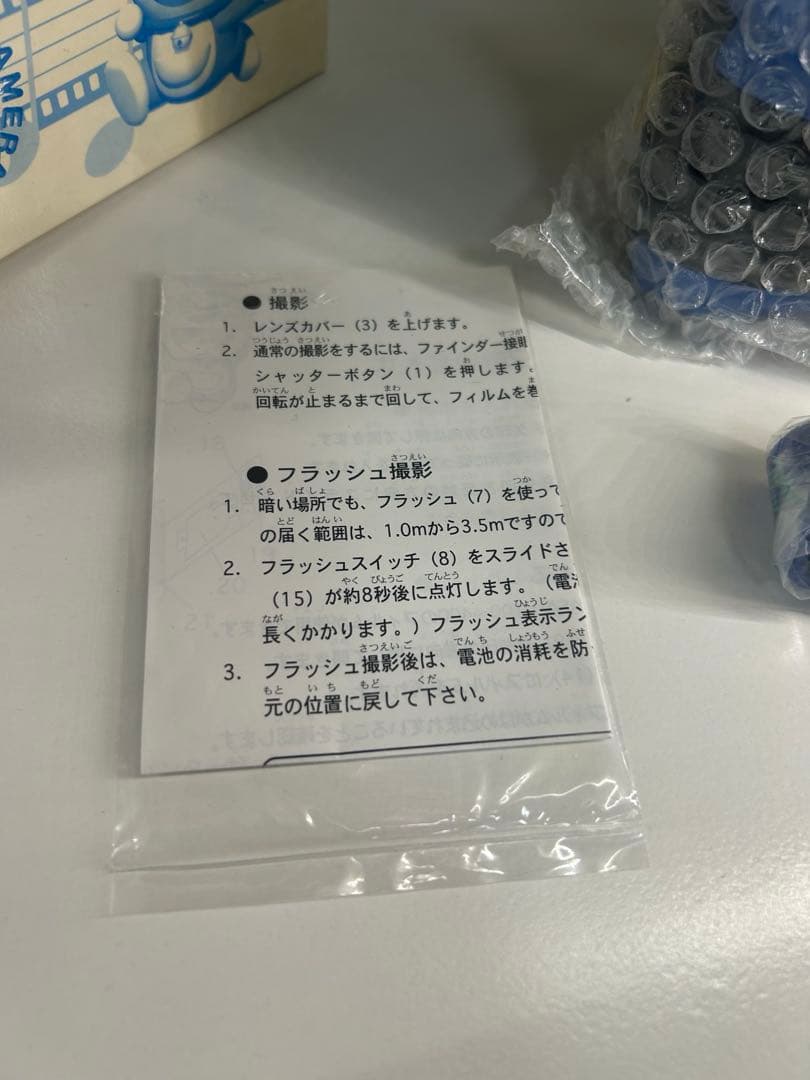 AMERA
● 撮影
1. レンズカバー（3）を上げます。
2. 通常の撮影をするには、ファインダー接眼
シャッターボタン（1）を押します。
回転が止まるまで回して、フィルムを巻
● フラッシュ撮影
1. 暗い場所でも、フラッシュ（7）を使って
の届く範囲は、1.0mから3.5mですので
2. フラッシュスイッチ（8）をスライドさ
（15）が約8秒後に点灯します。（電池
長くかかります。）フラッシュ表示ラン
3. フラッシュ撮影後は、電池の消耗を防
元の位置に戻して下さい。